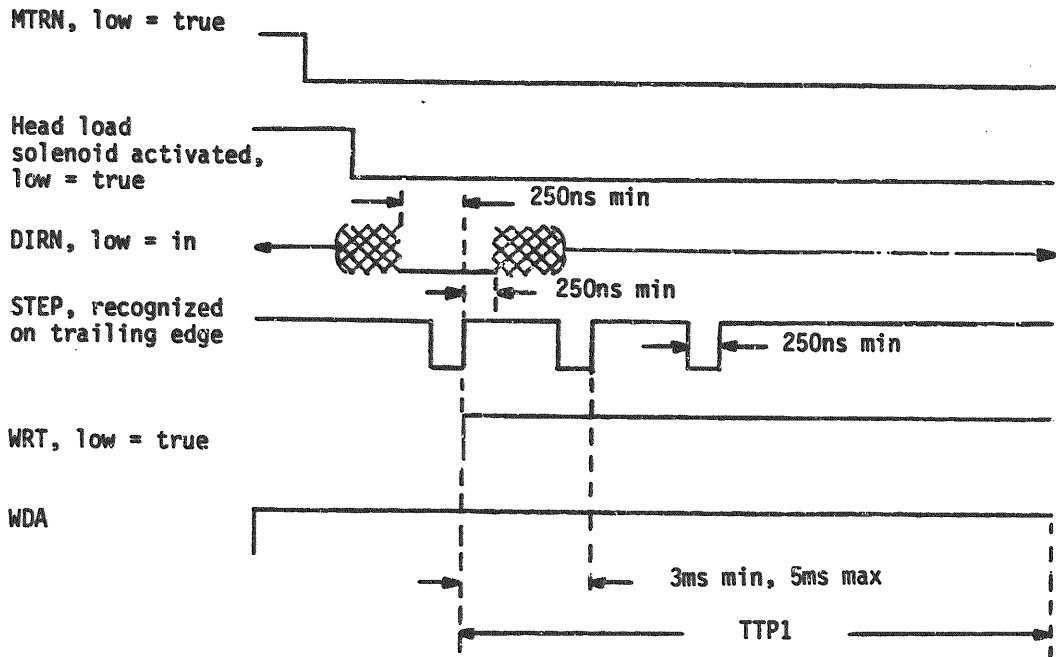 MTRN, low = true
Head load
solenoid activated,
low = true
250ns min
DIRN, low = in
250ns min
STEP, recognized
on trailing edge
250ns min
WRT, low = true
WDA
3ms min, 5ms max
TTP1